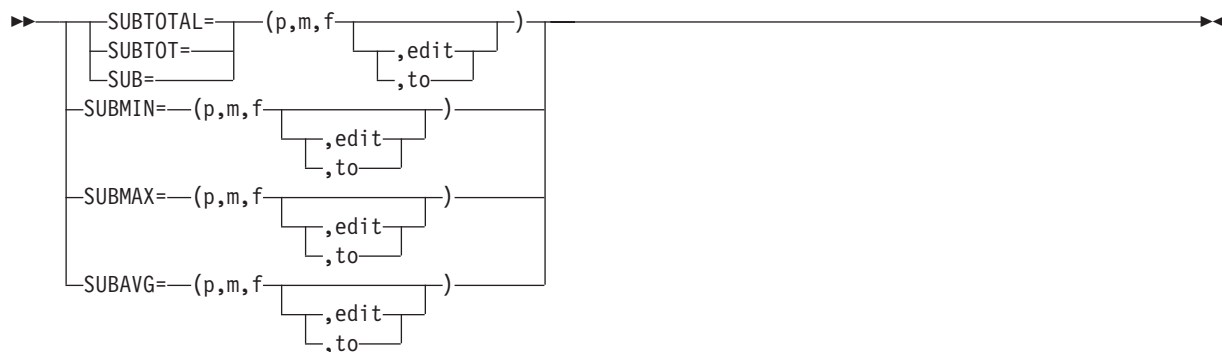 SUBTOTAL= (p,m,f )
SUBTOT= ,edit
SUB= ,to
SUBMIN= (p,m,f )
,edit
,to
SUBMAX= (p,m,f )
,edit
,to
SUBAVG= (p,m,f )
,edit
,to